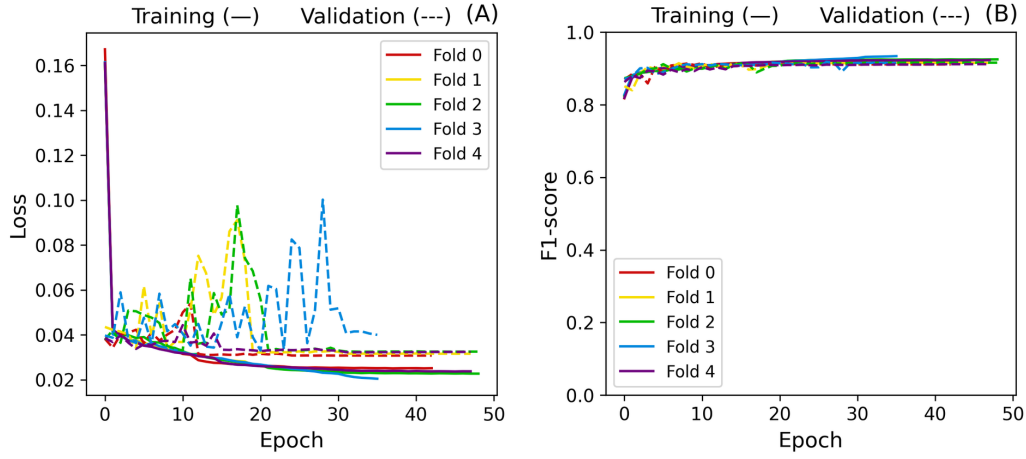 Training (—) Validation (---) (A)
Loss
0.16
0.14
0.12
0.10
0.08
0.06
0.04
0.02
Fold 0
Fold 1
Fold 2
Fold 3
Fold 4
0 10 20 30 40 50
Epoch
Training (—) Validation (---) (B)
F1-score
1.0
0.8
0.6
0.4
0.2
0.0
Fold 0
Fold 1
Fold 2
Fold 3
Fold 4
0 10 20 30 40 50
Epoch